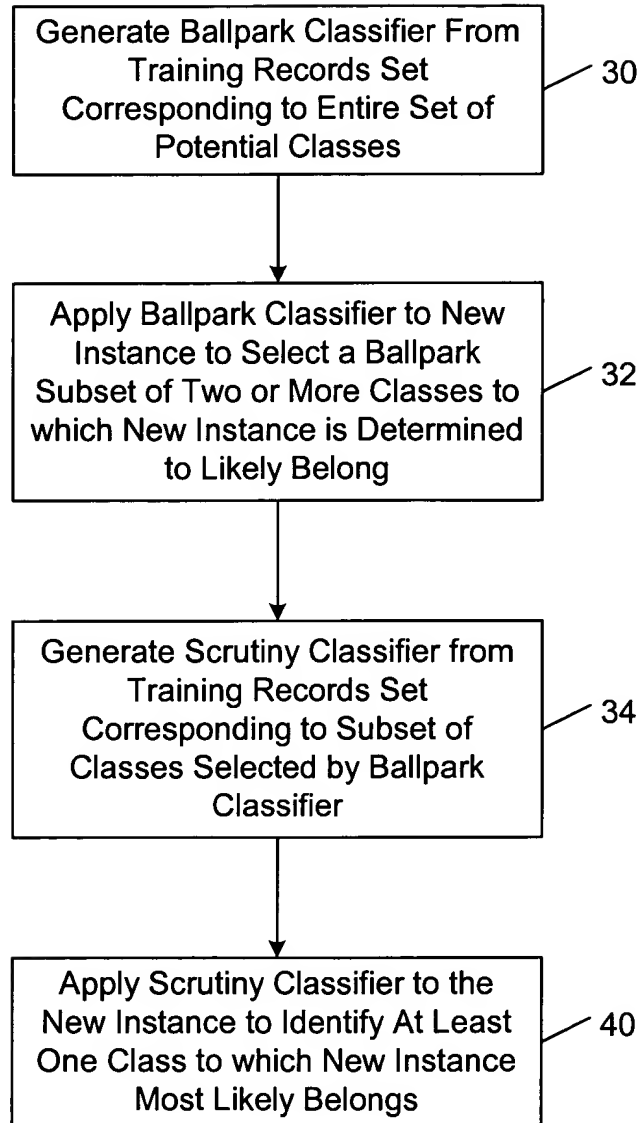 Generate Ballpark Classifier From
Training Records Set
Corresponding to Entire Set of
Potential Classes
30
Apply Ballpark Classifier to New
Instance to Select a Ballpark
Subset of Two or More Classes to
which New Instance is Determined
to Likely Belong
32
Generate Scrutiny Classifier from
Training Records Set
Corresponding to Subset of
Classes Selected by Ballpark
Classifier
34
Apply Scrutiny Classifier to the
New Instance to Identify At Least
One Class to which New Instance
Most Likely Belongs
40